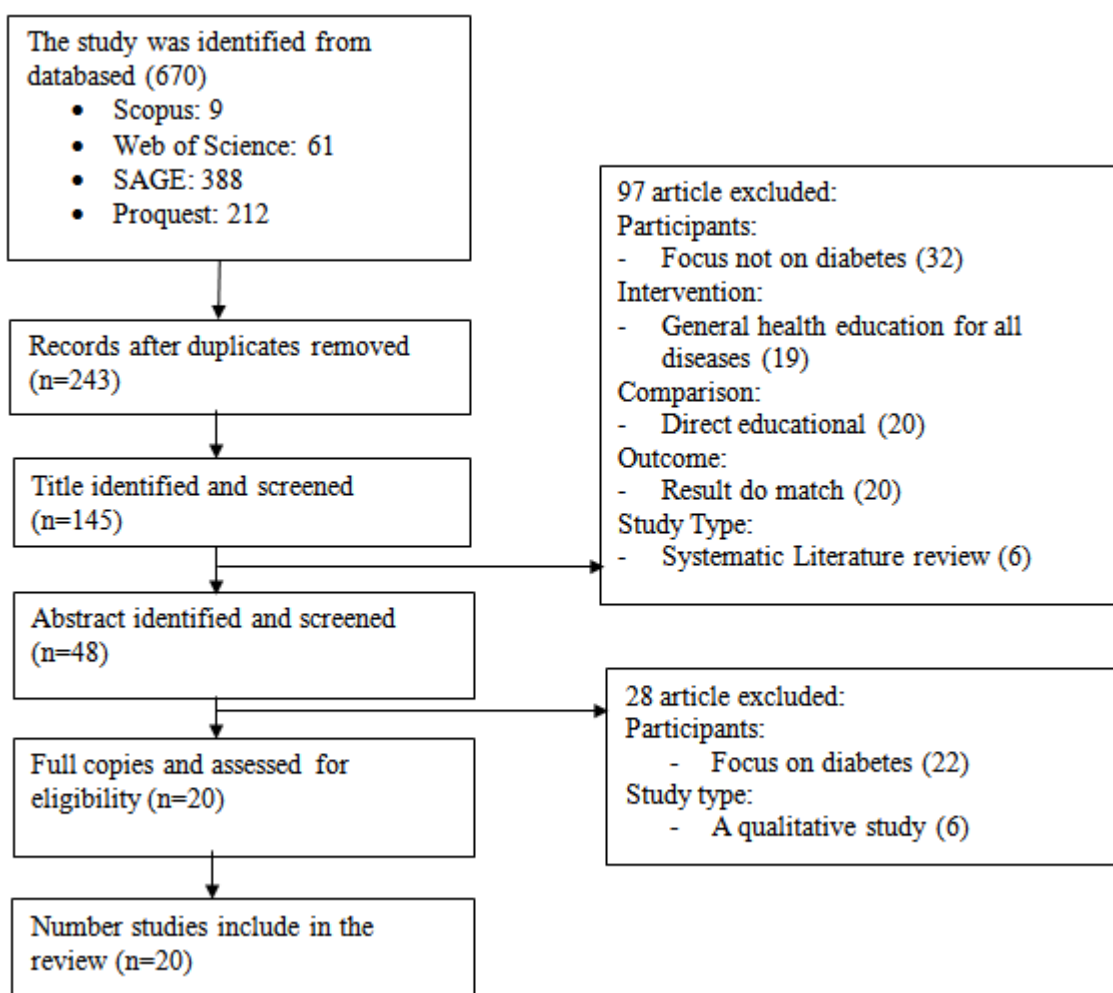 The study was identified from
databased (670)
• Scopus: 9
• Web of Science: 61
• SAGE: 388
• Proquest: 212
Records after duplicates removed
(n=243)
Title identified and screened
(n=145)
97 article excluded:
Participants:
- Focus not on diabetes (32)
Intervention:
- General health education for all
diseases (19)
Comparison:
- Direct educational (20)
Outcome:
- Result do match (20)
Study Type:
- Systematic Literature review (6)
Abstract identified and screened
(n=48)
28 article excluded:
Participants:
- Focus on diabetes (22)
Study type:
- A qualitative study (6)
Full copies and assessed for
eligibility (n=20)
Number studies include in the
review (n=20)